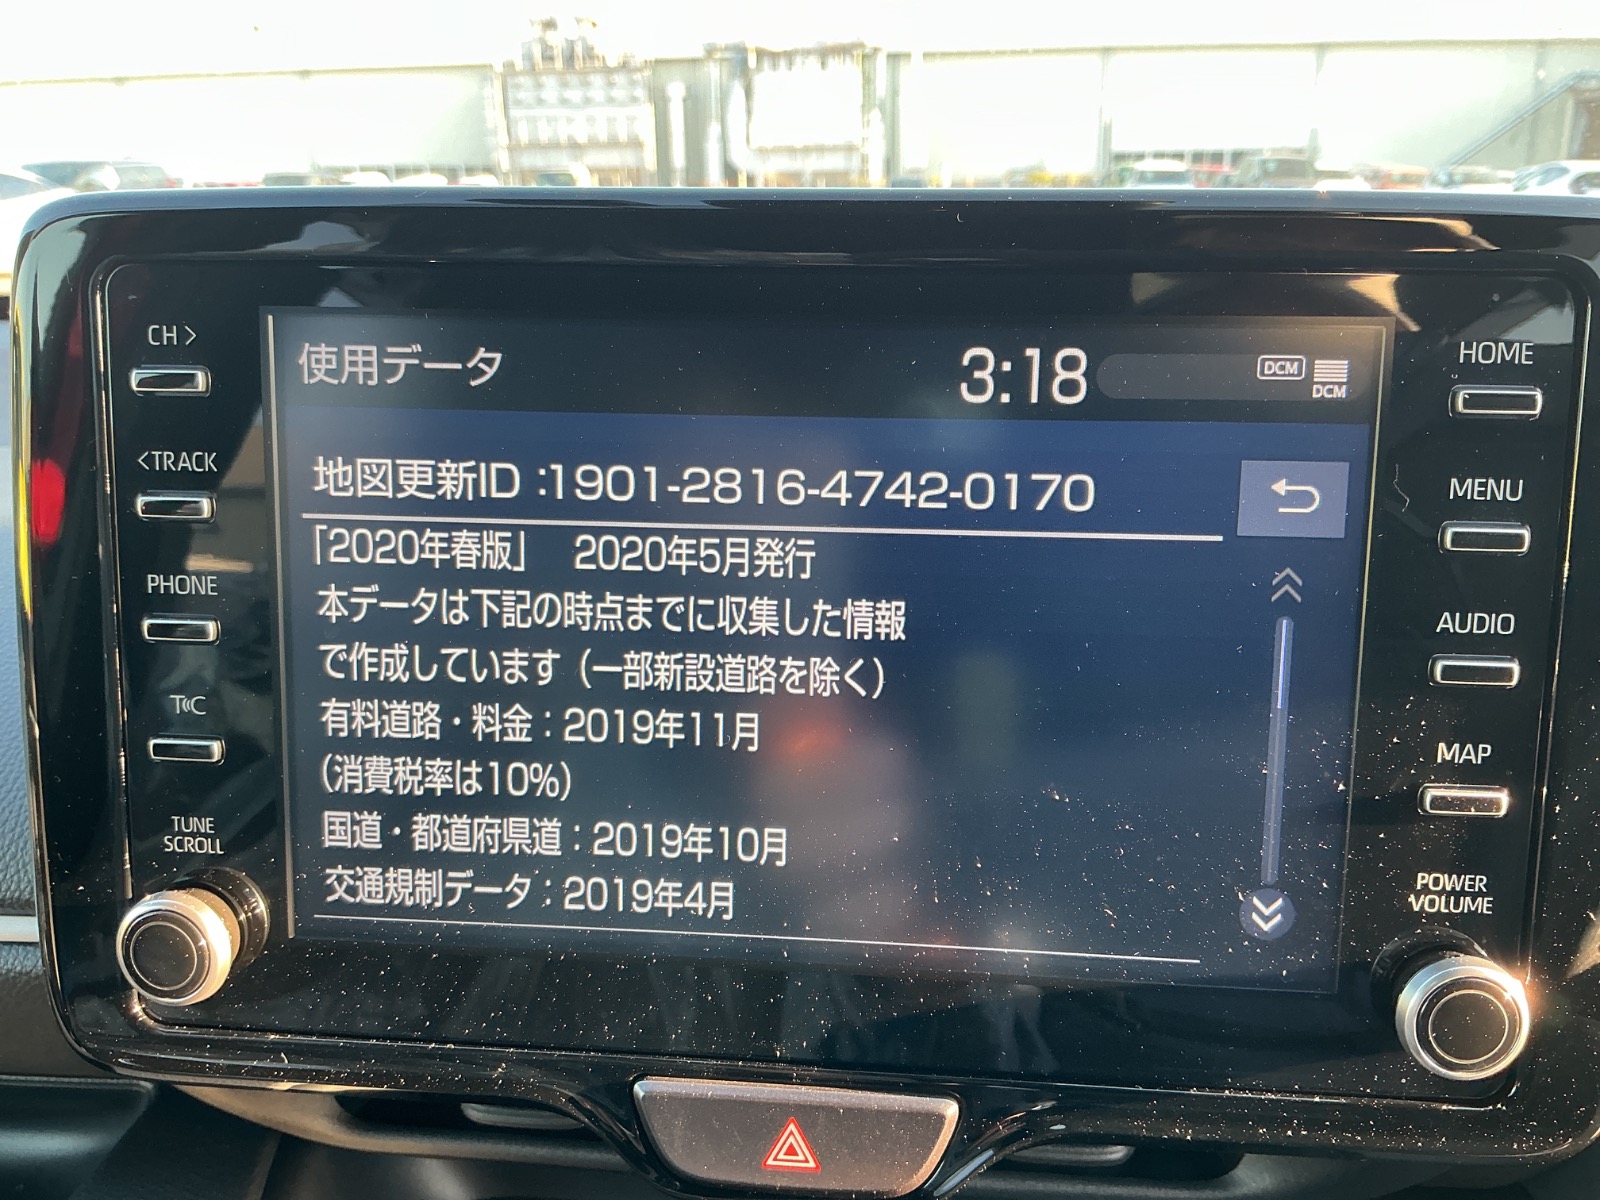 CH >
<TRACK
PHONE
TUNE
SCROLL
使用データ
3:18
DCM
DCM
地図更新ID :1901-2816-4742-0170
「2020年春版」 2020年5月発行
本データは下記の時点までに収集した情報
で作成しています（一部新設道路を除く）
有料道路・料金：2019年11月
（消費税率は10%）
国道・都道府県道：2019年10月
交通規制データ：2019年4月
HOME
MENU
AUDIO
MAP
POWER
VOLUME